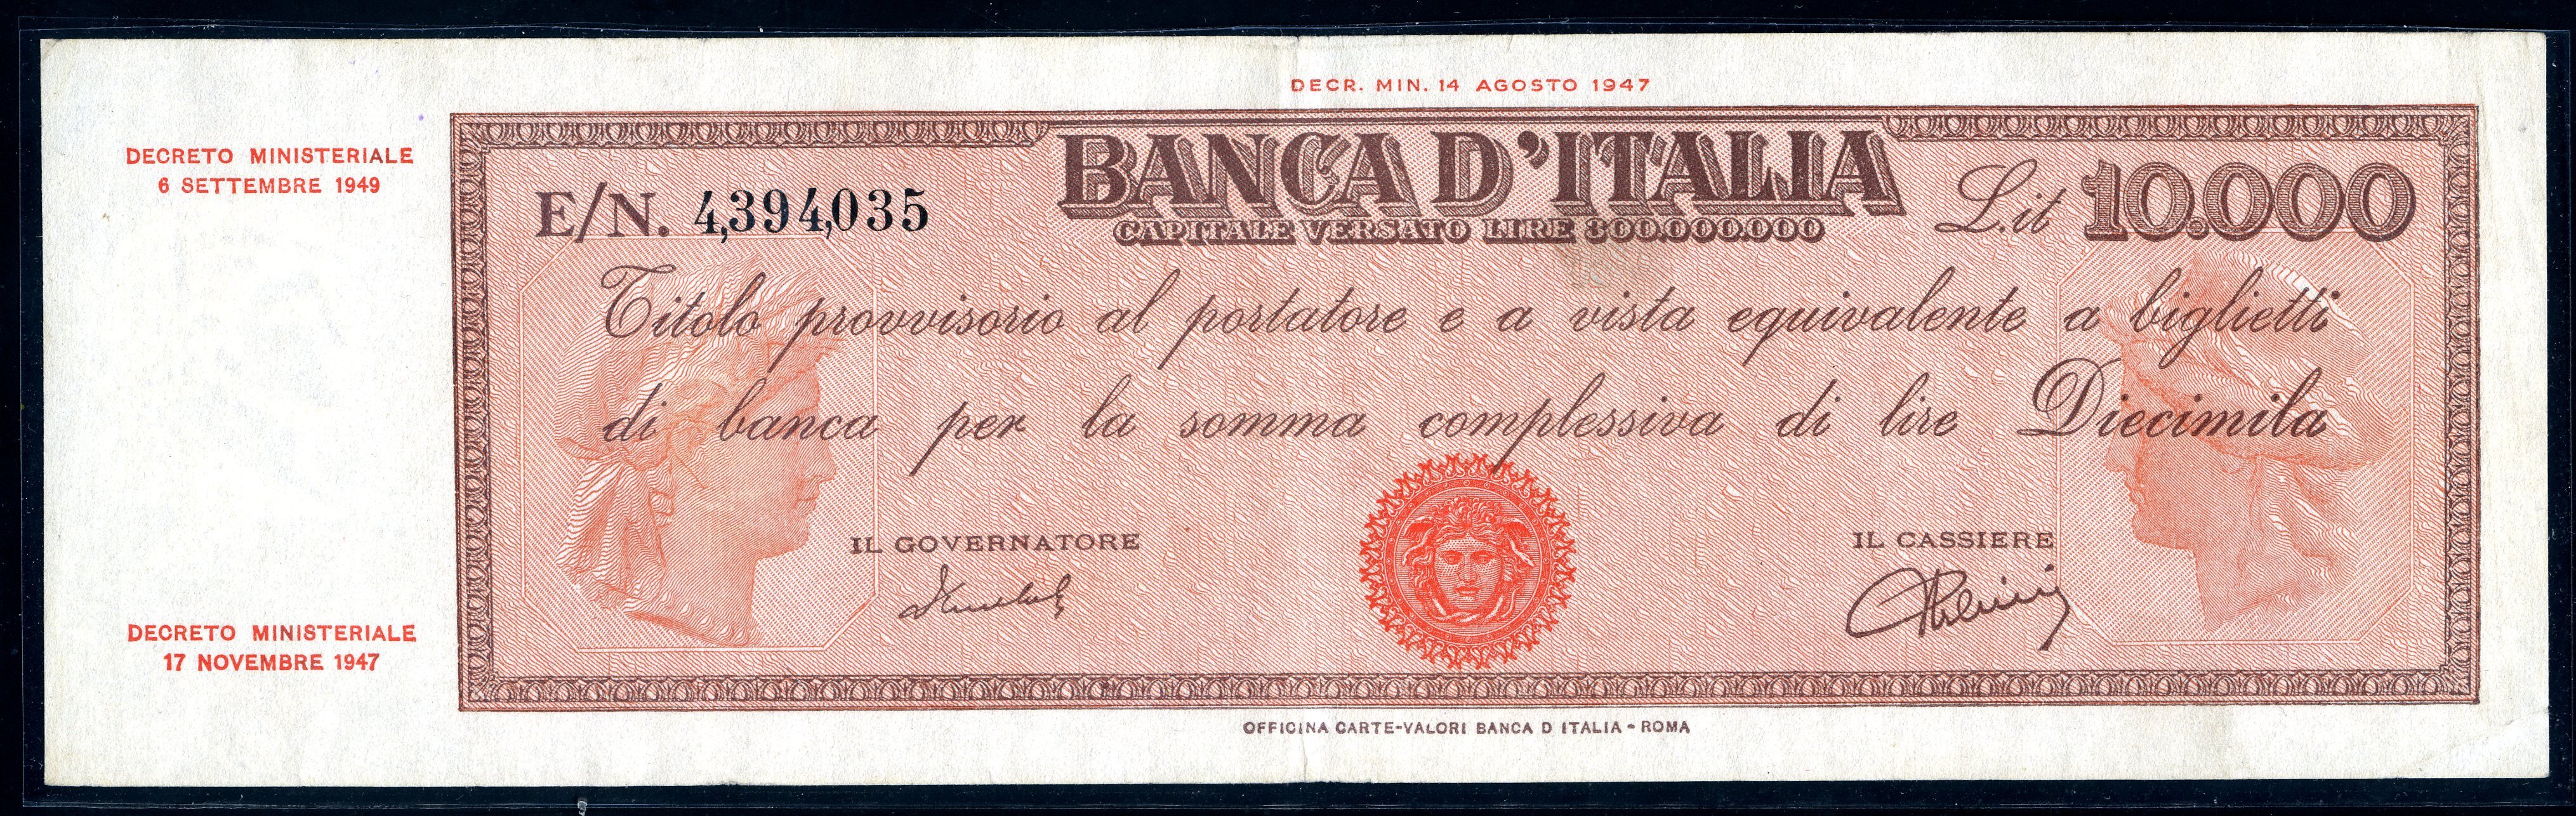 DECR. MIN. 14 AGOSTO 1947
DECRETO MINISTERIALE
6 SETTEMBRE 1949
BANCA D'ITALIA
CAPITALE VERSATO LIRE 300.000.000
E/N. 4,394,035
L.it 10.000
Titolo provvisorio al portatore e a vista equivalente a biglietti
di banca per la somma complessiva di lire Diecimila
IL GOVERNATORE
IL CASSIERE
DECRETO MINISTERIALE
17 NOVEMBRE 1947
OFFICINA CARTE-VALORI BANCA D ITALIA - ROMA